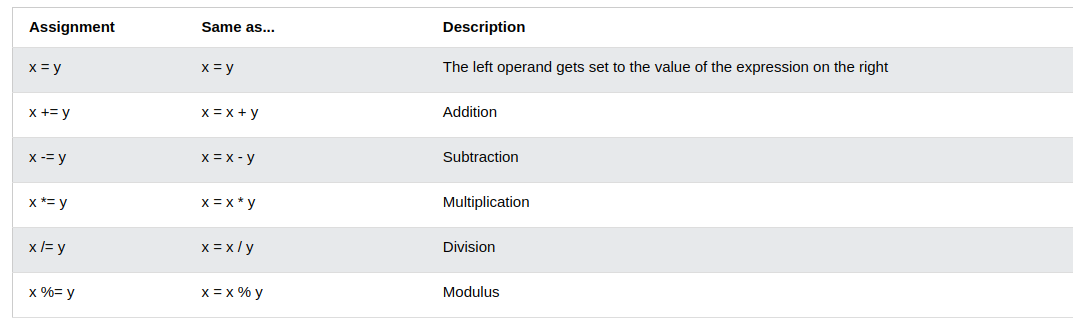 Assignment Same as... Description
x = y x = y The left operand gets set to the value of the expression on the right
x += y x = x + y Addition
x -= y x = x - y Subtraction
x *= y x = x * y Multiplication
x /= y x = x / y Division
x %= y x = x % y Modulus